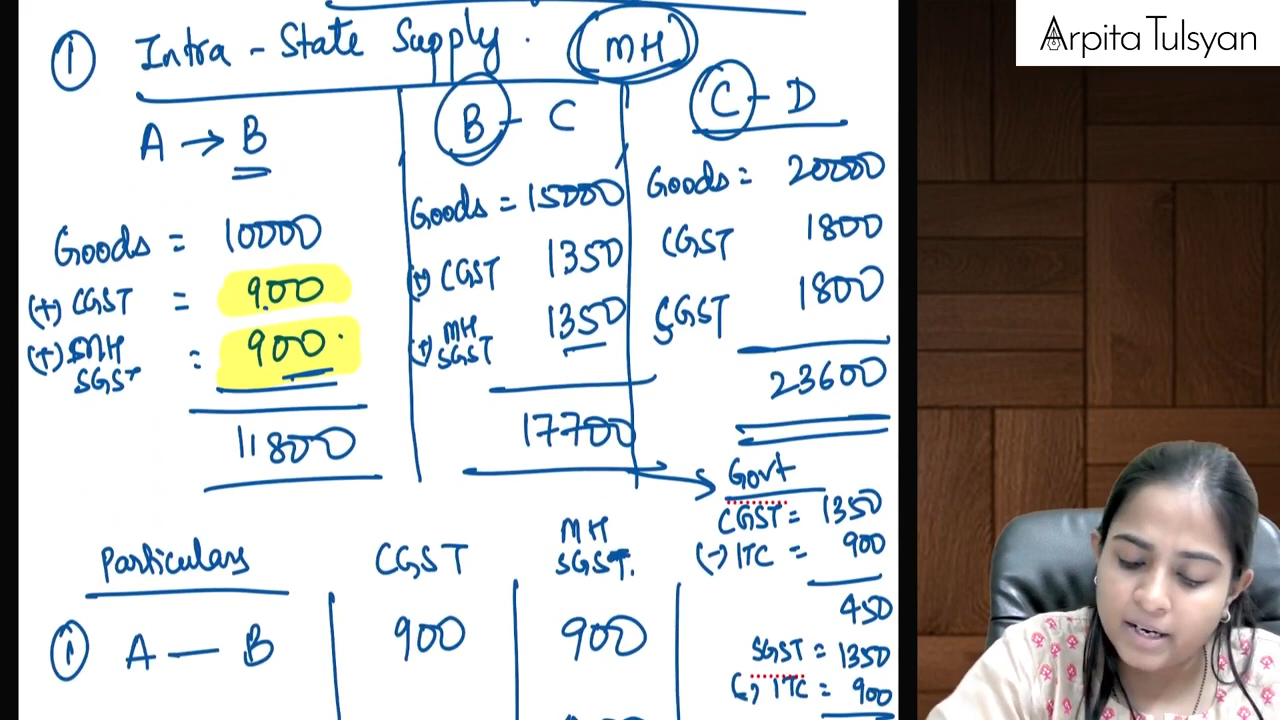 Arpita Tulsyan
① Intra - State Supply. MH
A → B
Goods = 10000
(+) CGST = 900
(+) MH SGST = 900
11800
B - C
Goods = 15000
(+) CGST 1350
(+) MH SGST 1350
17700
C - D
Goods = 20000
CGST 1800
SGST 1800
23600
Govt
CGST = 1350
(-) ITC = 900
450
SGST = 1350
(-) ITC = 900
Particulars CGST MH SGST.
① A — B 900 900